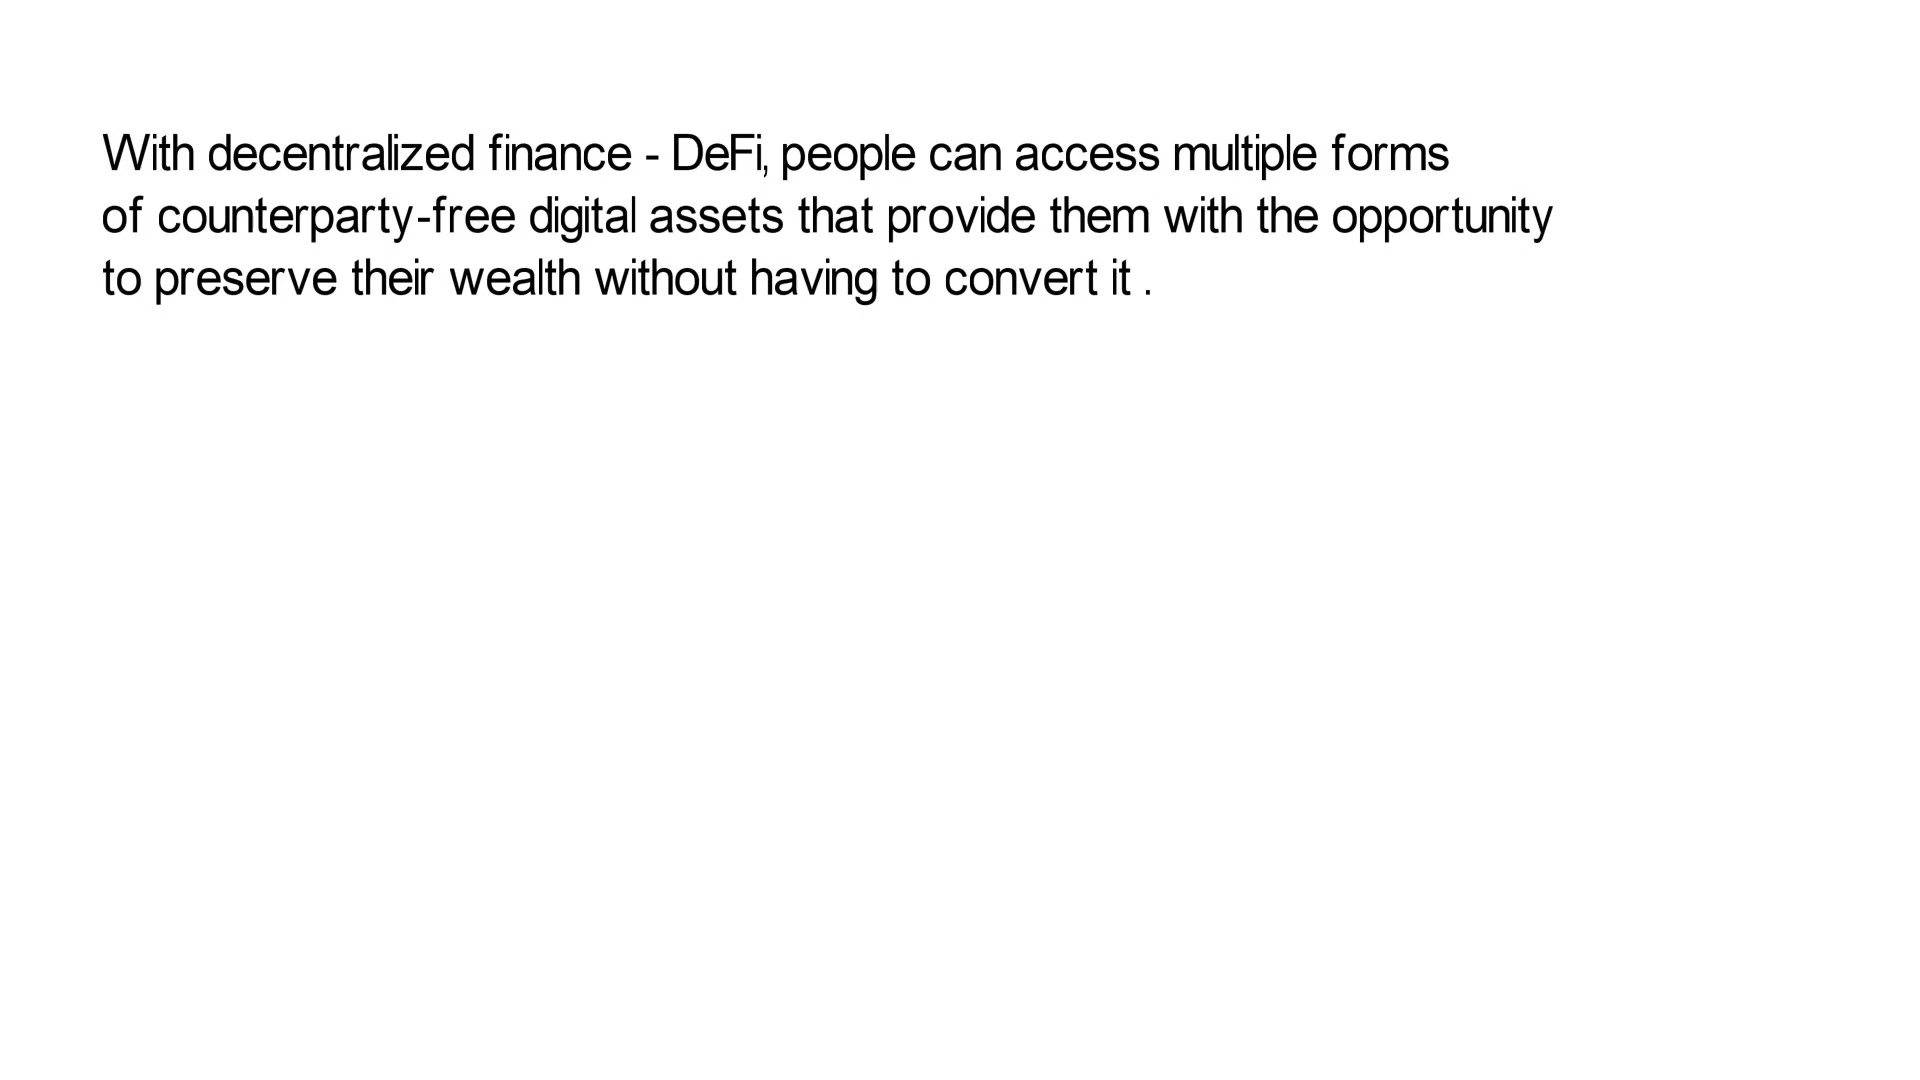 With decentralized finance - DeFi, people can access multiple forms
of counterparty-free digital assets that provide them with the opportunity
to preserve their wealth without having to convert it .